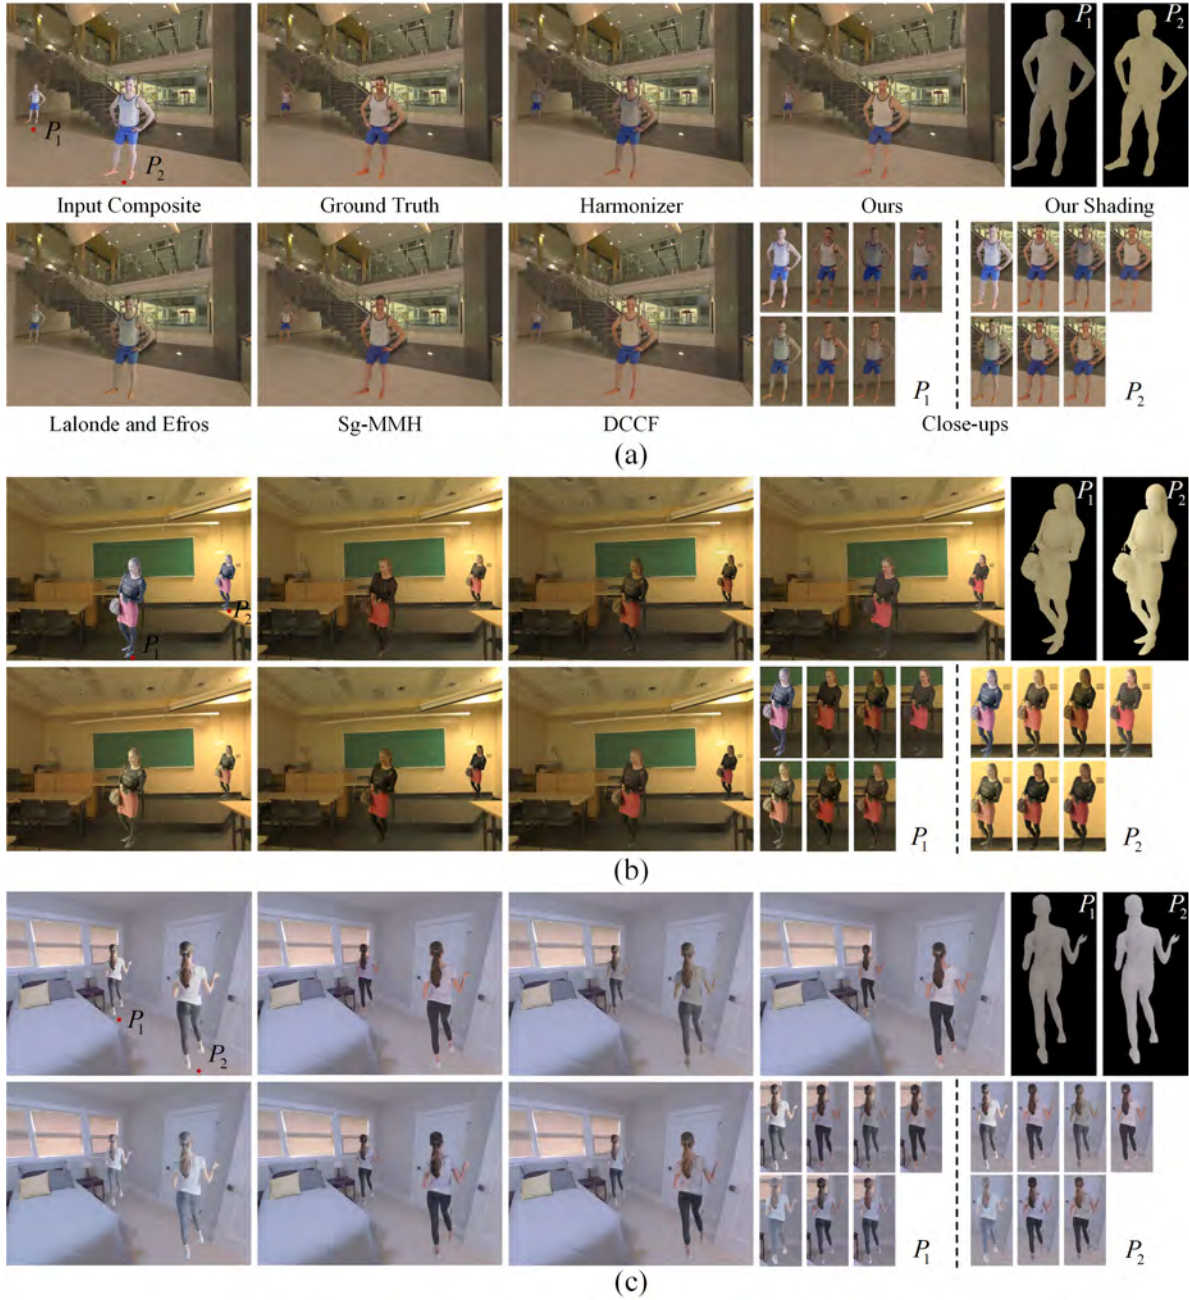 P1 P2
P1
P2
Input Composite Ground Truth Harmonizer Ours Our Shading
P1 P2
Lalonde and Efros Sg-MMH DCCF Close-ups
(a)
P1 P2
P2
P1
P1 P2
(b)
P1 P2
P1
P2
P1 P2
(c)